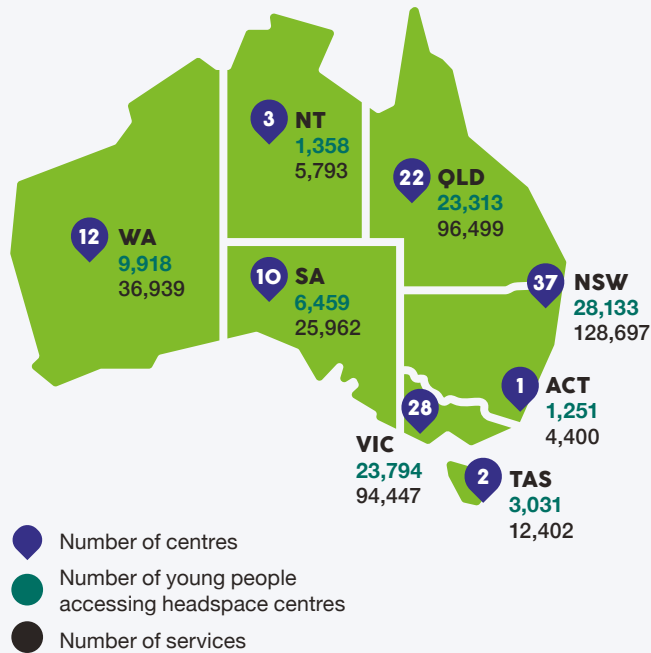 3
NT
1,358
5,793
22
QLD
23,313
96,499
12
WA
9,918
36,939
10
SA
6,459
25,962
37
NSW
28,133
128,697
1
ACT
1,251
4,400
28
VIC
23,794
94,447
2
TAS
3,031
12,402
Number of centres
Number of young people
accessing headspace centres
Number of services